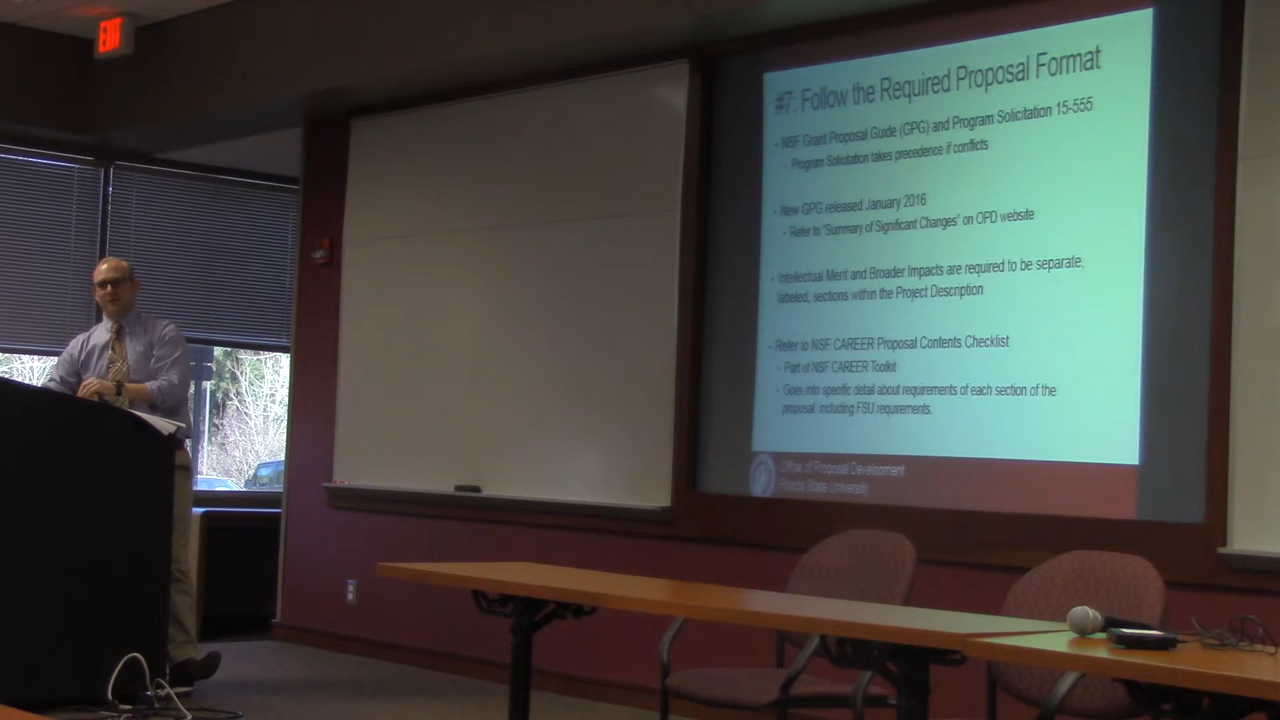 EXIT
#7: Follow the Required Proposal Format
- NSF Grant Proposal Guide (GPG) and Program Solicitation 15-555
- Program Solicitation takes precedence if conflicts
- New GPG released January 2016
- Refer to "Summary of Significant Changes" on OPD website
- Intellectual Merit and Broader Impacts are required to be separate,
labeled, sections within the Project Description
- Refer to NSF CAREER Proposal Contents Checklist
- Part of NSF CAREER Toolkit
- Goes into specific detail about requirements of each section of the
proposal including FSU requirements.
Office of Proposal Development
Florida State University